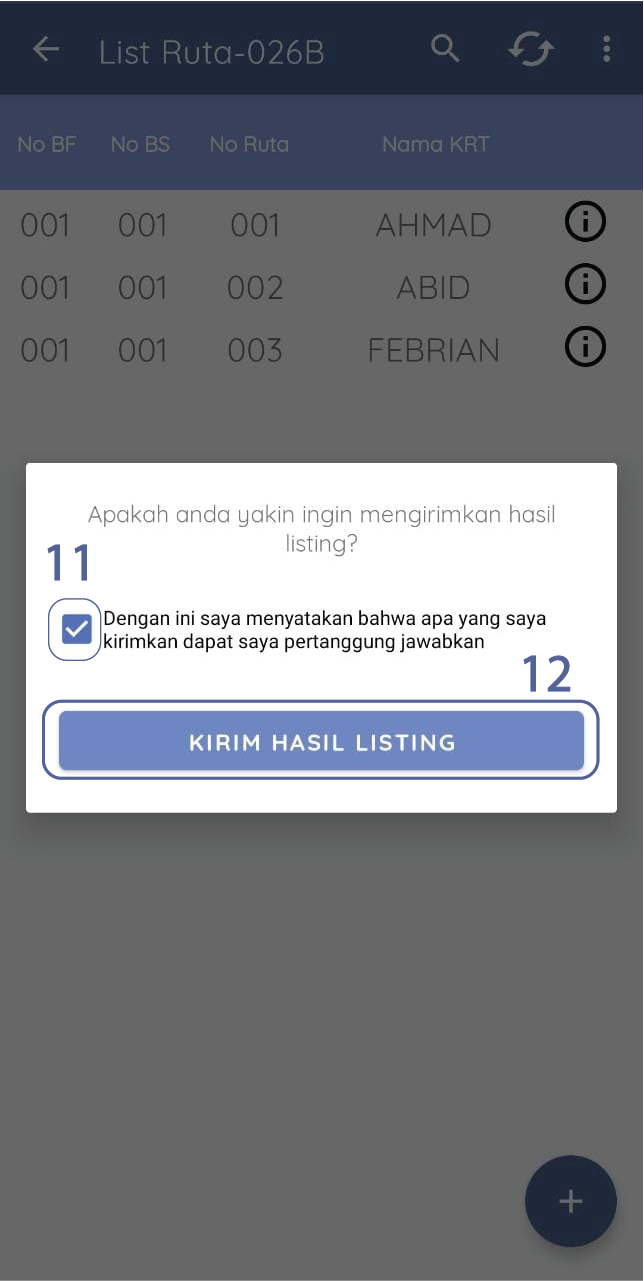 List Ruta-026B
No BF No BS No Ruta Nama KRT
001 001 001 AHMAD
001 001 002 ABID
001 001 003 FEBRIAN
Apakah anda yakin ingin mengirimkan hasil
listing?
11
Dengan ini saya menyatakan bahwa apa yang saya
kirimkan dapat saya pertanggung jawabkan
12
KIRIM HASIL LISTING